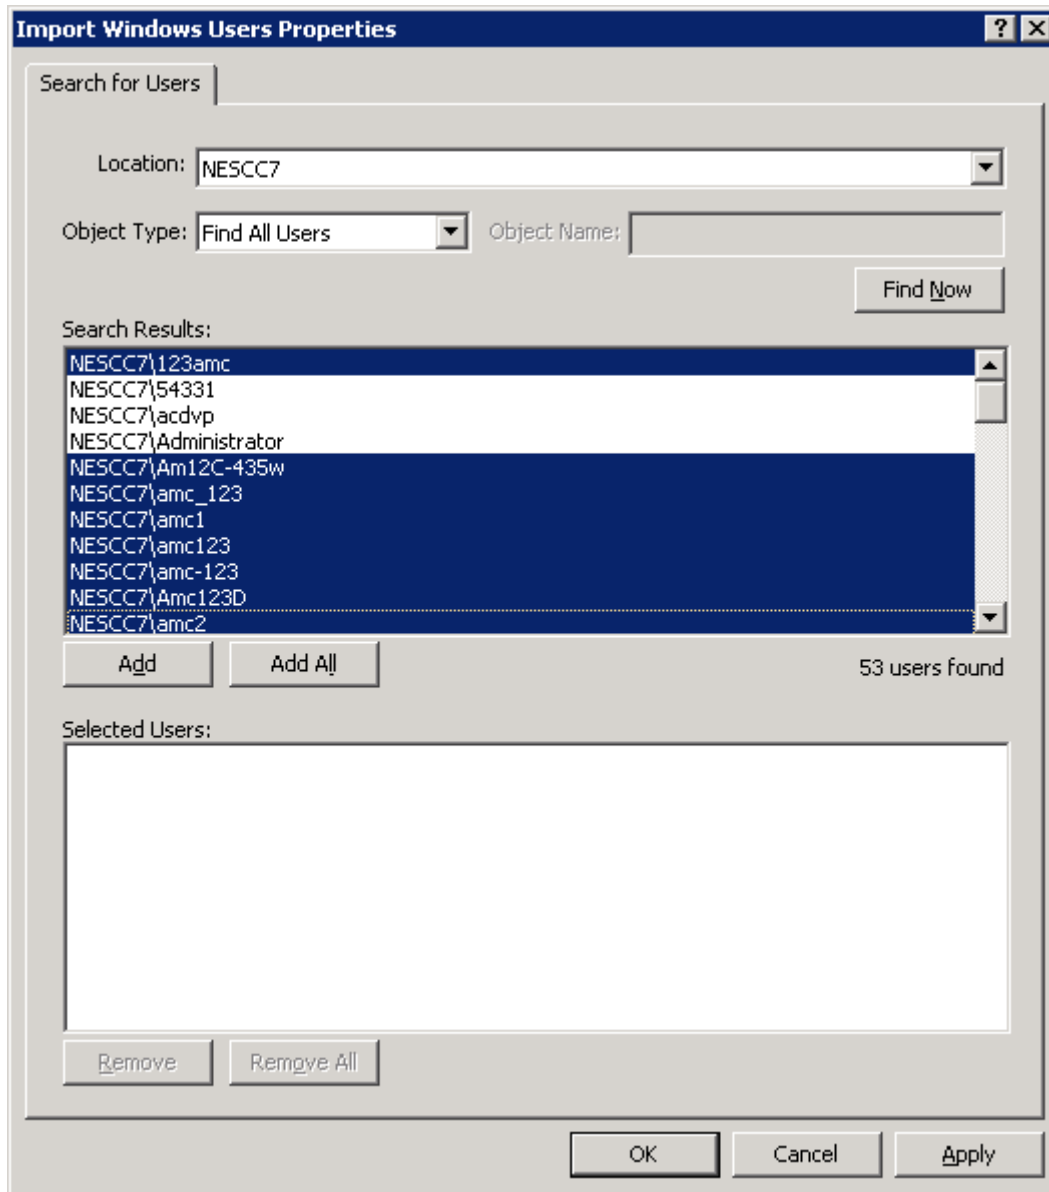 Import Windows Users Properties
Search for Users
Location: NESCC7
Object Type: Find All Users Object Name:
Find Now
Search Results:
NESCC7\123amc
NESCC7\54331
NESCC7\acdvp
NESCC7\Administrator
NESCC7\Am12C-435w
NESCC7\amc_123
NESCC7\amc1
NESCC7\amc123
NESCC7\amc-123
NESCC7\Amc123D
NESCC7\amc2
Add Add All 53 users found
Selected Users:
Remove Remove All
OK Cancel Apply